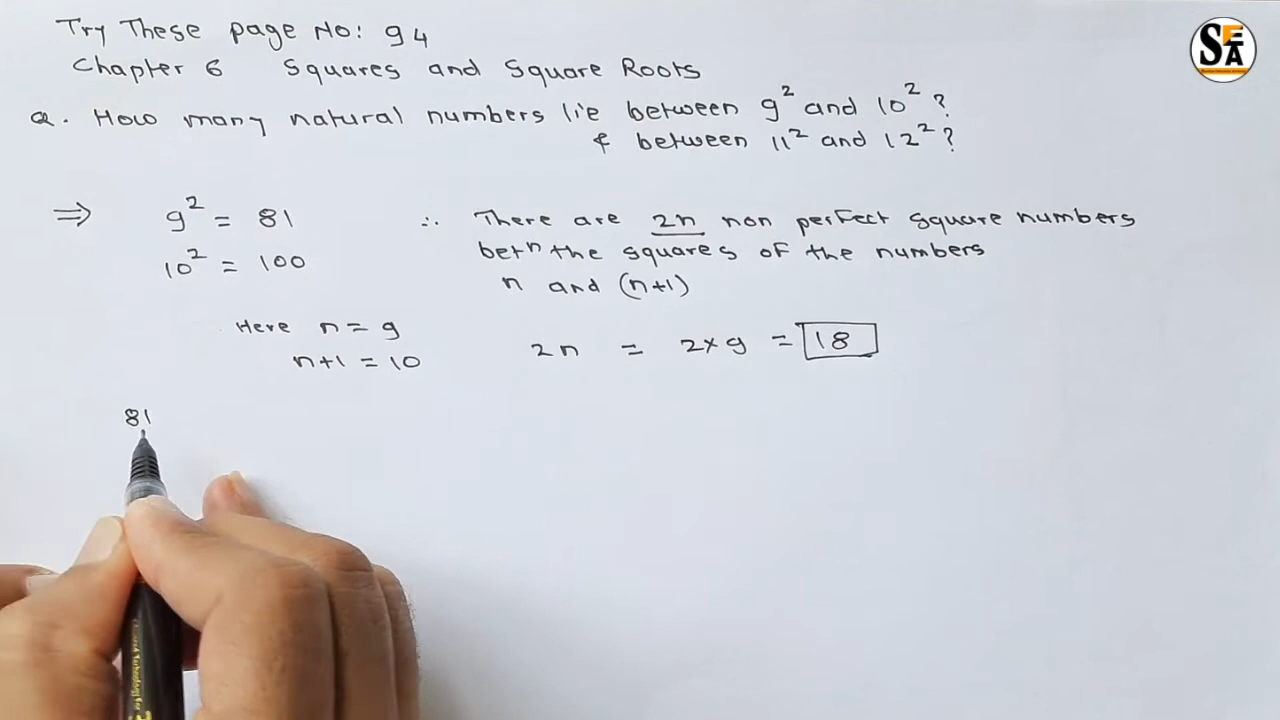 Try These page No: 94
Chapter 6 Squares and Square Roots
Q. How many natural numbers lie between 9² and 10² ?
& between 11² and 12² ?
⇒ 9² = 81
10² = 100
∴ There are 2n non perfect square numbers
betⁿ the squares of the numbers
n and (n+1)
Here n = 9
n+1 = 10
2n = 2×9 = 18
81
SFEA